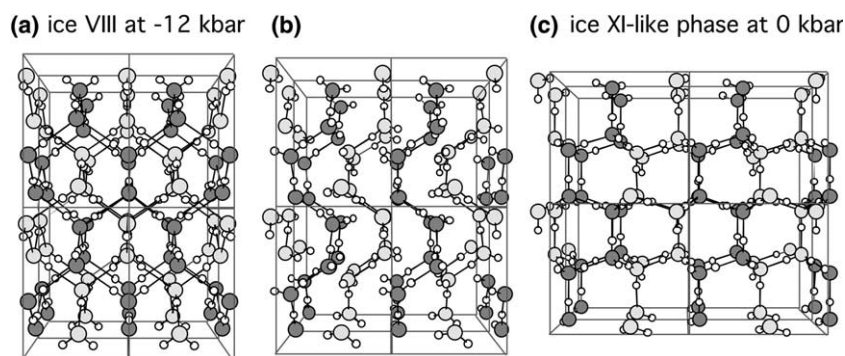 (a) ice VIII at -12 kbar
(b)
(c) ice XI-like phase at 0 kbar